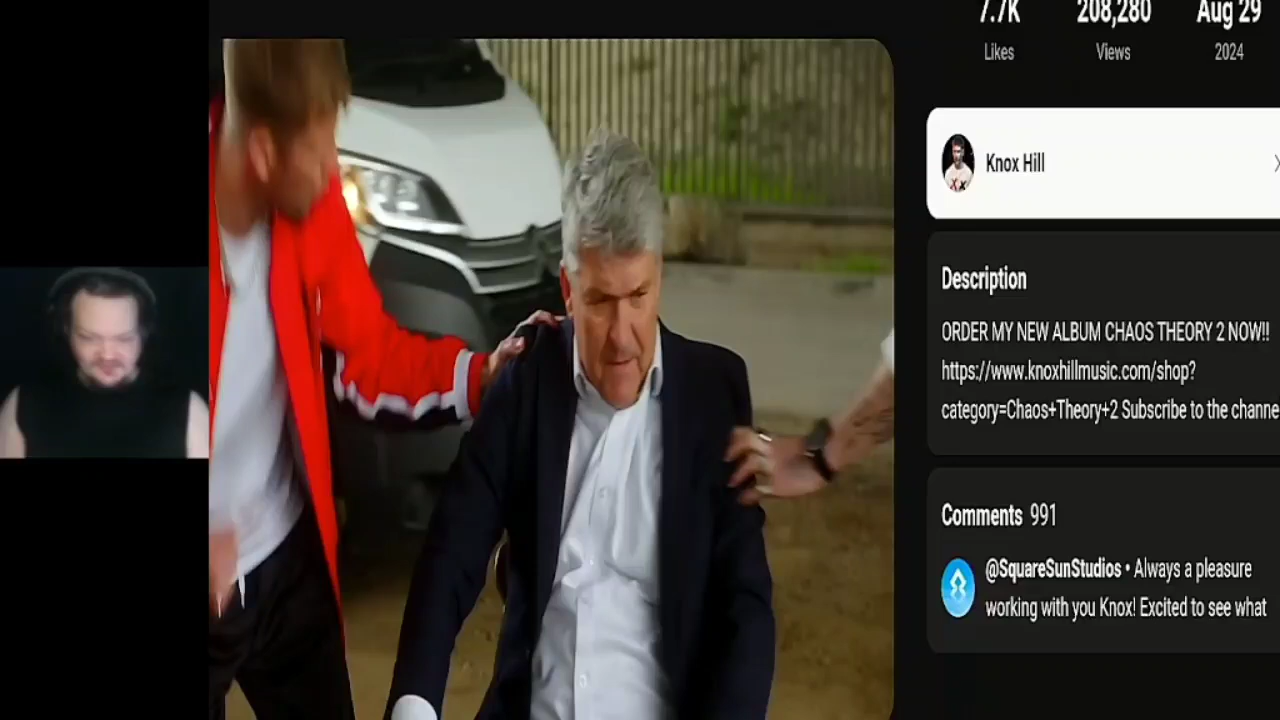 7.7K
208,280
Aug 29
Likes
Views
2024
Knox Hill
Description
ORDER MY NEW ALBUM CHAOS THEORY 2 NOW!!
https://www.knoxhillmusic.com/shop?
category=Chaos+Theory+2 Subscribe to the channe
Comments 991
@SquareSunStudios • Always a pleasure
working with you Knox! Excited to see what